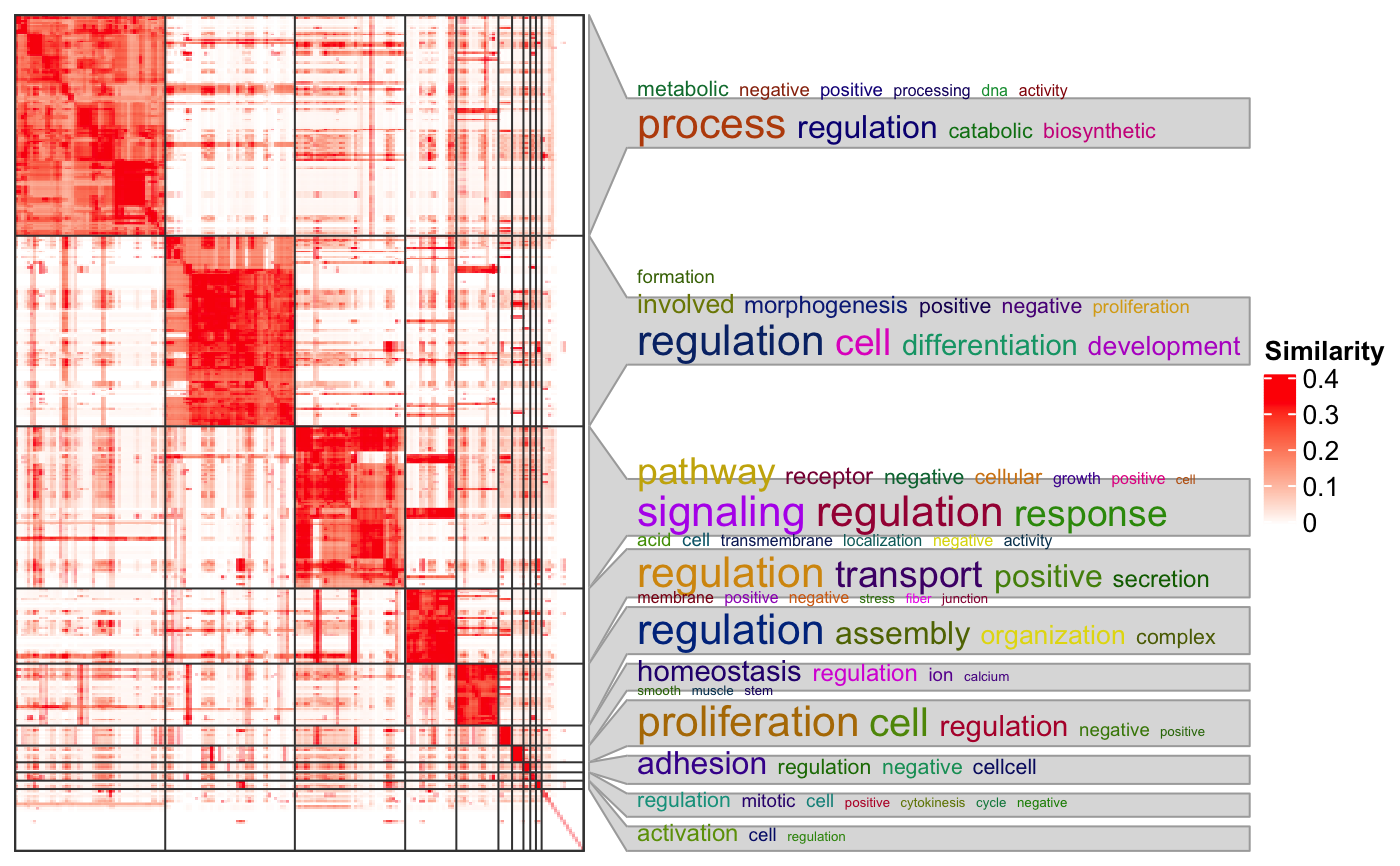 metabolic negative positive processing dna activity
process regulation catabolic biosynthetic
formation
involved morphogenesis positive negative proliferation
regulation cell differentiation development
Similarity
0.4
0.3
0.2
0.1
0
pathway receptor negative cellular growth positive cell
signaling regulation response
acid cell transmembrane localization negative activity
regulation transport positive secretion
membrane positive negative stress fiber junction
regulation assembly organization complex
homeostasis regulation ion calcium
smooth muscle stem
proliferation cell regulation negative positive
adhesion regulation negative cellcell
regulation mitotic cell positive cytokinesis cycle negative
activation cell regulation